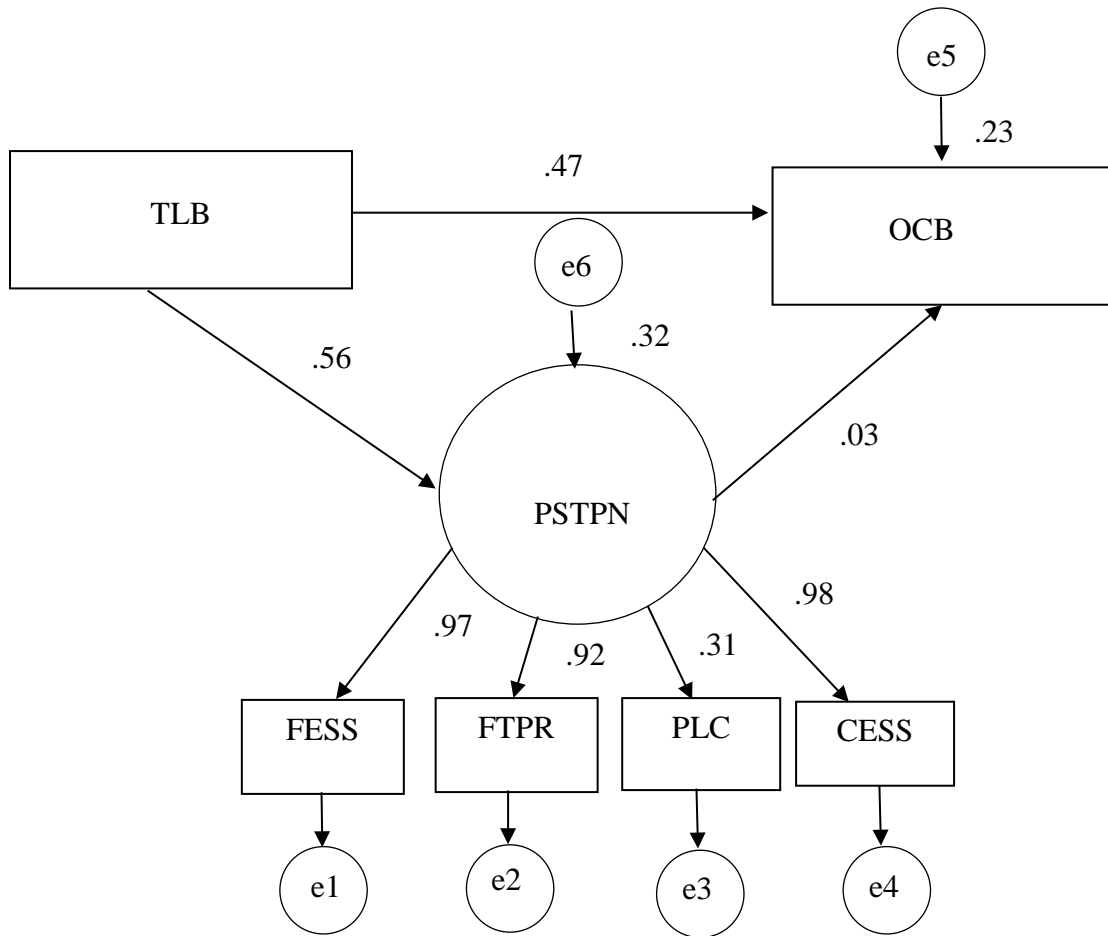 e5
.23
.47
TLB
OCB
e6
.32
.56
.03
PSTPN
.98
.97
.92
.31
FESS
FTPR
PLC
CESS
e1
e2
e3
e4